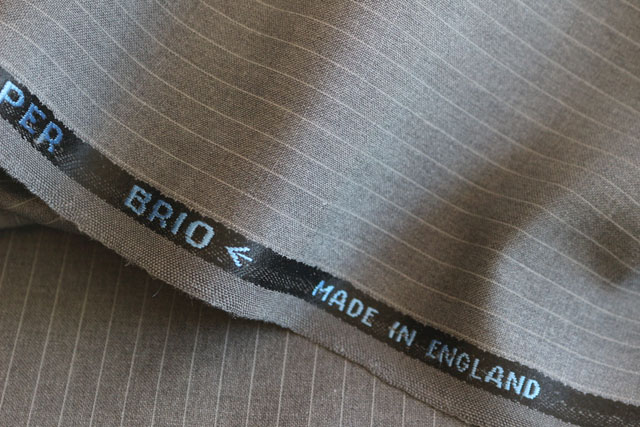 PER BRIO < MADE IN ENGLAND